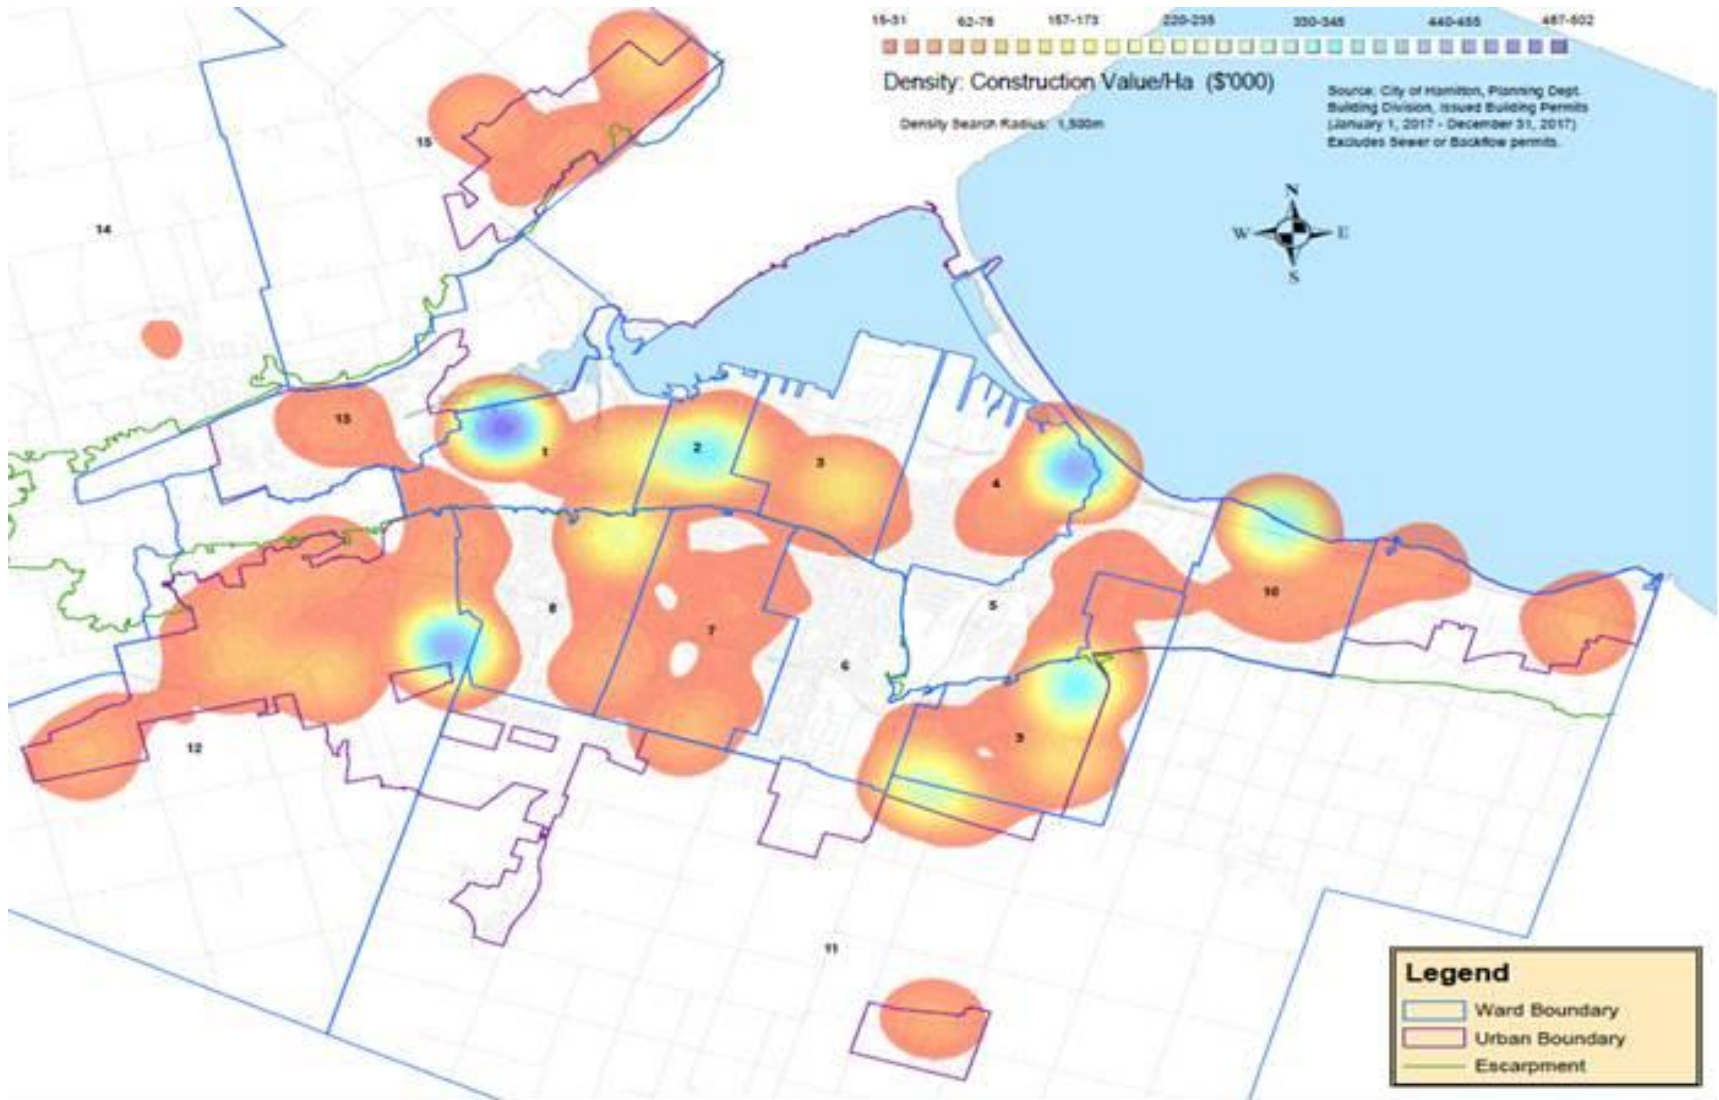 15-31 62-78 157-173 220-235 330-345 440-455 487-502
Density: Construction Value/Ha ($'000)
Density Search Radius: 1,500m
Source: City of Hamilton, Planning Dept.
Building Division, Issued Building Permits
(January 1, 2017 - December 31, 2017)
Excludes Sewer or Backflow permits.
N
W E
S
15
14
13
1
2
3
4
5
6
7
8
9
10
12
11
Legend
Ward Boundary
Urban Boundary
Escarpment